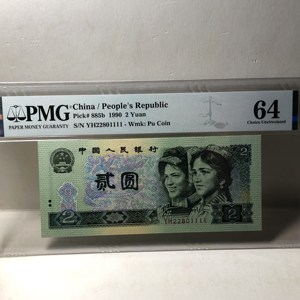 PMG
PAPER MONEY GUARANTY
China / People's Republic
Pick# 885b 1990 2 Yuan
S/N YH22801111 - Wmk: Pu Coin
64
Choice Uncirculated
中国人民银行
2
贰圆
2
YH22801111